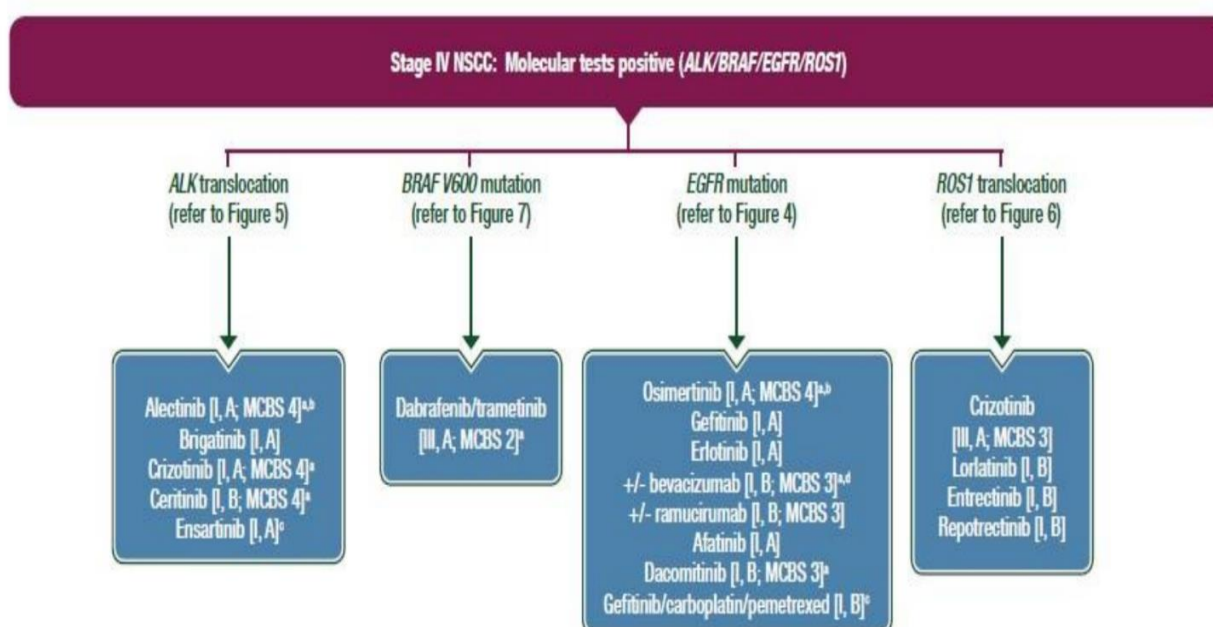 Stage IV NSCC: Molecular tests positive (ALK/BRAF/EGFR/ROS1)
ALK translocation
(refer to Figure 5)
BRAF V600 mutation
(refer to Figure 7)
EGFR mutation
(refer to Figure 4)
ROS1 translocation
(refer to Figure 6)
Alectinib [I, A; MCBS 4]a,b
Brigatinib [I, A]
Crizotinib [I, A; MCBS 4]a
Ceritinib [I, B; MCBS 4]a
Ensartinib [I, A]c
Dabrafenib/trametinib
[III, A; MCBS 2]a
Osimertinib [I, A; MCBS 4]a,b
Gefitinib [I, A]
Erlotinib [I, A]
+/- bevacizumab [I, B; MCBS 3]a,d
+/- ramucirumab [I, B; MCBS 3]
Afatinib [I, A]
Dacomitinib [I, B; MCBS 3]a
Gefitinib/carboplatin/pemetrexed [I, B]c
Crizotinib
[III, A; MCBS 3]
Lorlatinib [I, B]
Entrectinib [I, B]
Repotrectinib [I, B]